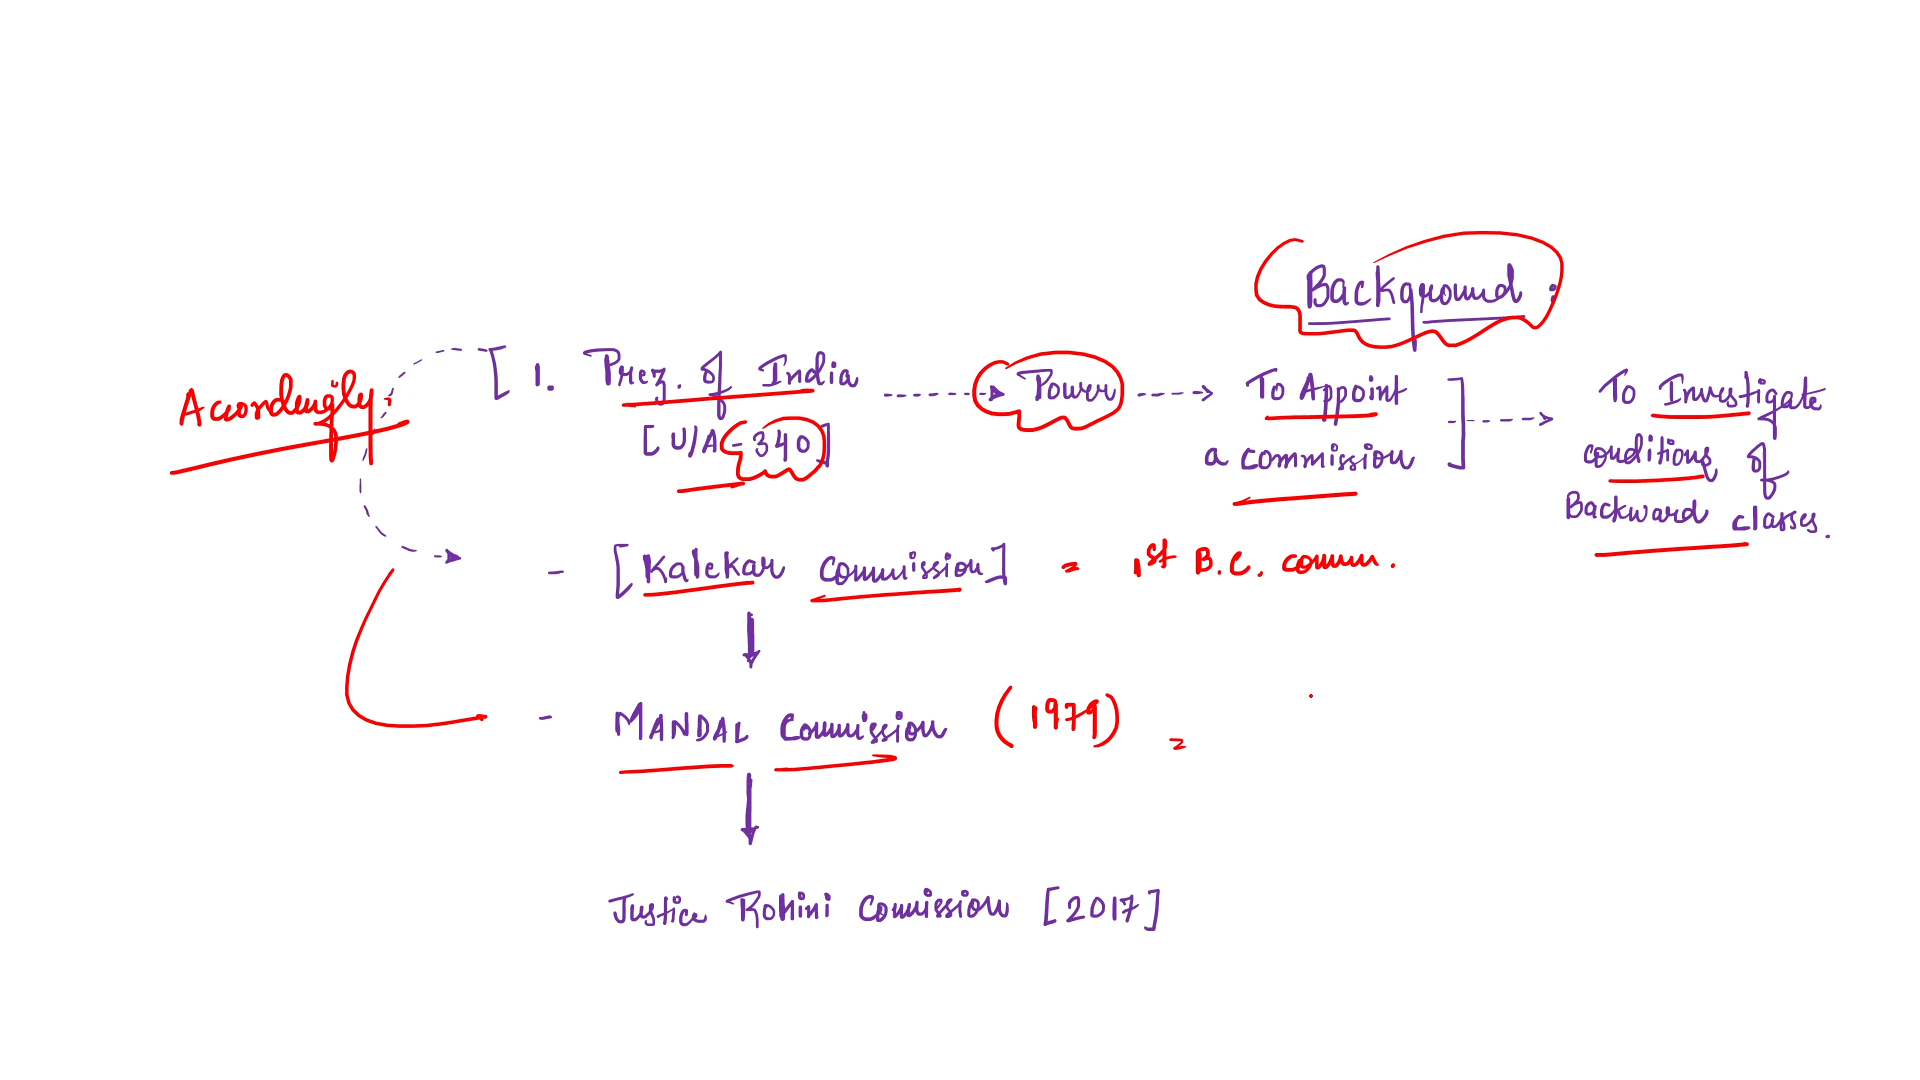 Background:
Accordingly:
[ 1. Prez. of India
[U/A-340]
Power
To Appoint
a commission ]
To Investigate
conditions of
Backward classes.
- [Kalekar Commission] = 1st B.C. comm.
- MANDAL Commission (1979) =
Justice Rohini Comission [2017]